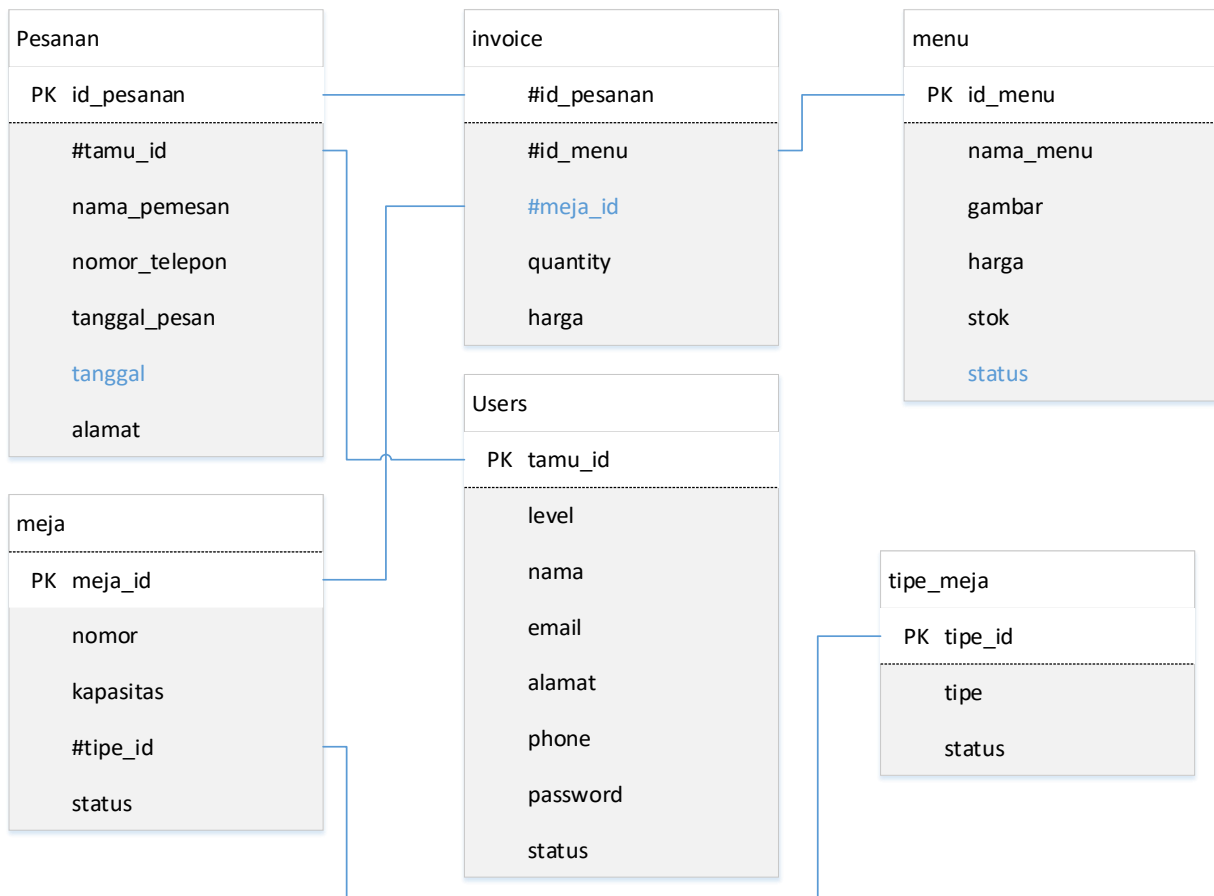 Pesanan
PK id_pesanan
#tamu_id
nama_pemesan
nomor_telepon
tanggal_pesan
tanggal
alamat
invoice
#id_pesanan
#id_menu
#meja_id
quantity
harga
menu
PK id_menu
nama_menu
gambar
harga
stok
status
Users
PK tamu_id
level
nama
email
alamat
phone
password
status
meja
PK meja_id
nomor
kapasitas
#tipe_id
status
tipe_meja
PK tipe_id
tipe
status